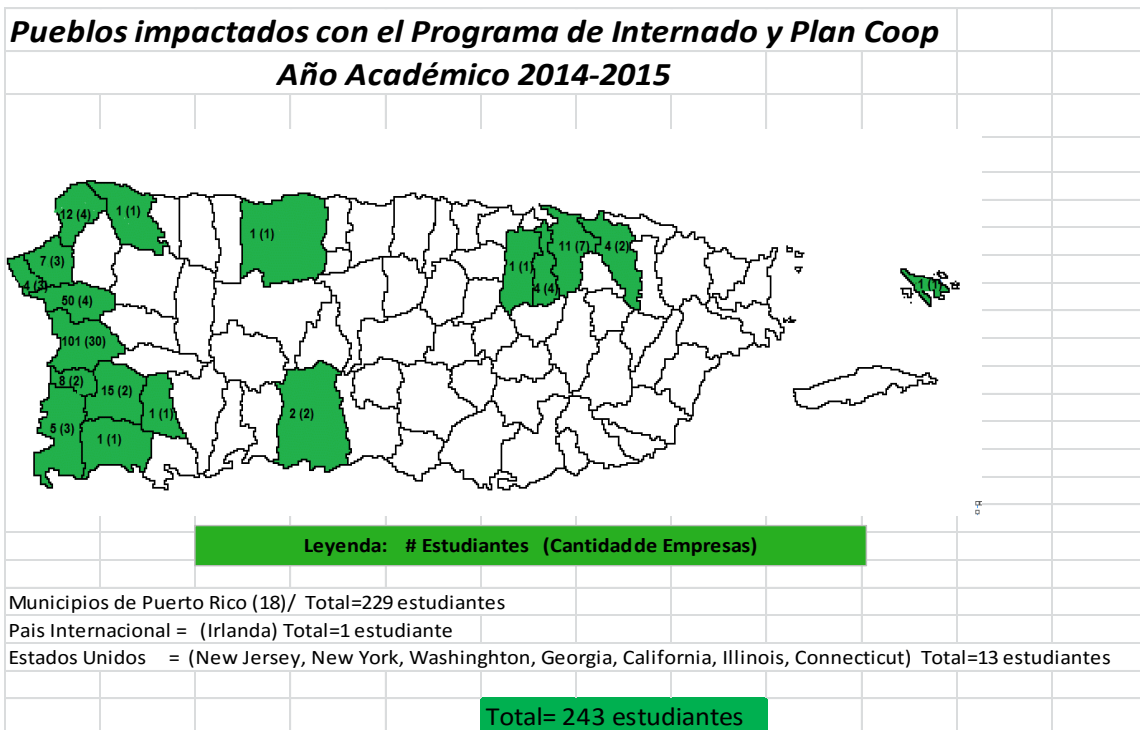 Pueblos impactados con el Programa de Internado y Plan Coop
Año Académico 2014-2015
12 (4)
1 (1)
1 (1)
11 (7)
4 (2)
7 (3)
1 (1)
4 (3)
4 (4)
1 (1)
50 (4)
101 (30)
8 (2)
15 (2)
1 (1)
2 (2)
5 (3)
1 (1)
Leyenda: # Estudiantes (Cantidad de Empresas)
Municipios de Puerto Rico (18)/ Total=229 estudiantes
Pais Internacional = (Irlanda) Total=1 estudiante
Estados Unidos = (New Jersey, New York, Washinghton, Georgia, California, Illinois, Connecticut) Total=13 estudiantes
Total= 243 estudiantes